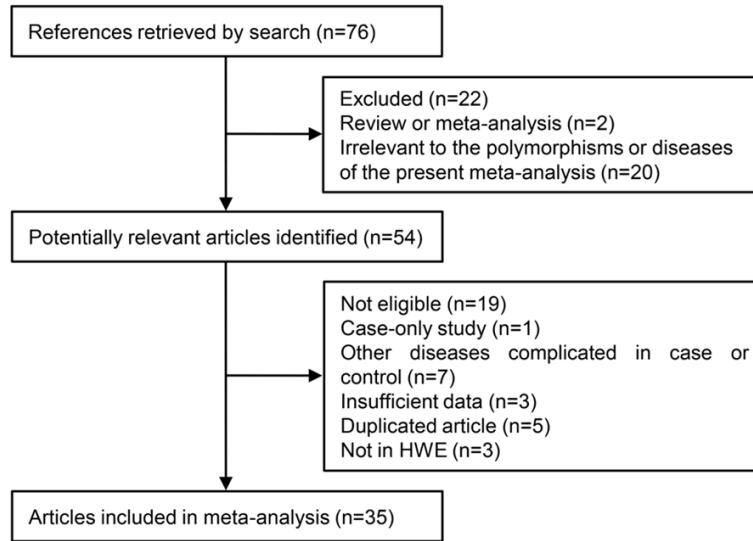 References retrieved by search (n=76)
Excluded (n=22)
Review or meta-analysis (n=2)
Irrelevant to the polymorphisms or diseases
of the present meta-analysis (n=20)
Potentially relevant articles identified (n=54)
Not eligible (n=19)
Case-only study (n=1)
Other diseases complicated in case or
control (n=7)
Insufficient data (n=3)
Duplicated article (n=5)
Not in HWE (n=3)
Articles included in meta-analysis (n=35)